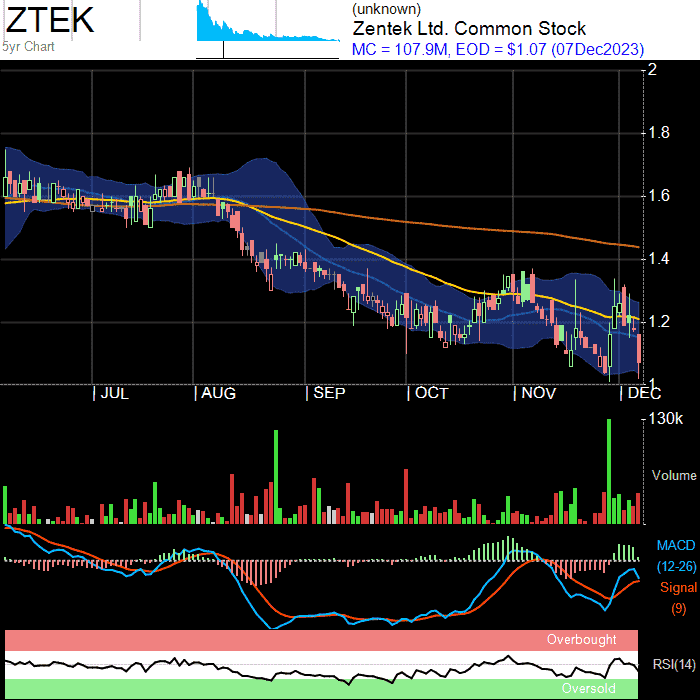 ZTEK
5yr Chart
(unknown)
Zentek Ltd. Common Stock
MC = 107.9M, EOD = $1.07 (07Dec2023)
2
1.8
1.6
1.4
1.2
1
JUL AUG SEP OCT NOV DEC
130k
Volume
MACD
(12-26)
Signal
(9)
Overbought
RSI(14)
Oversold